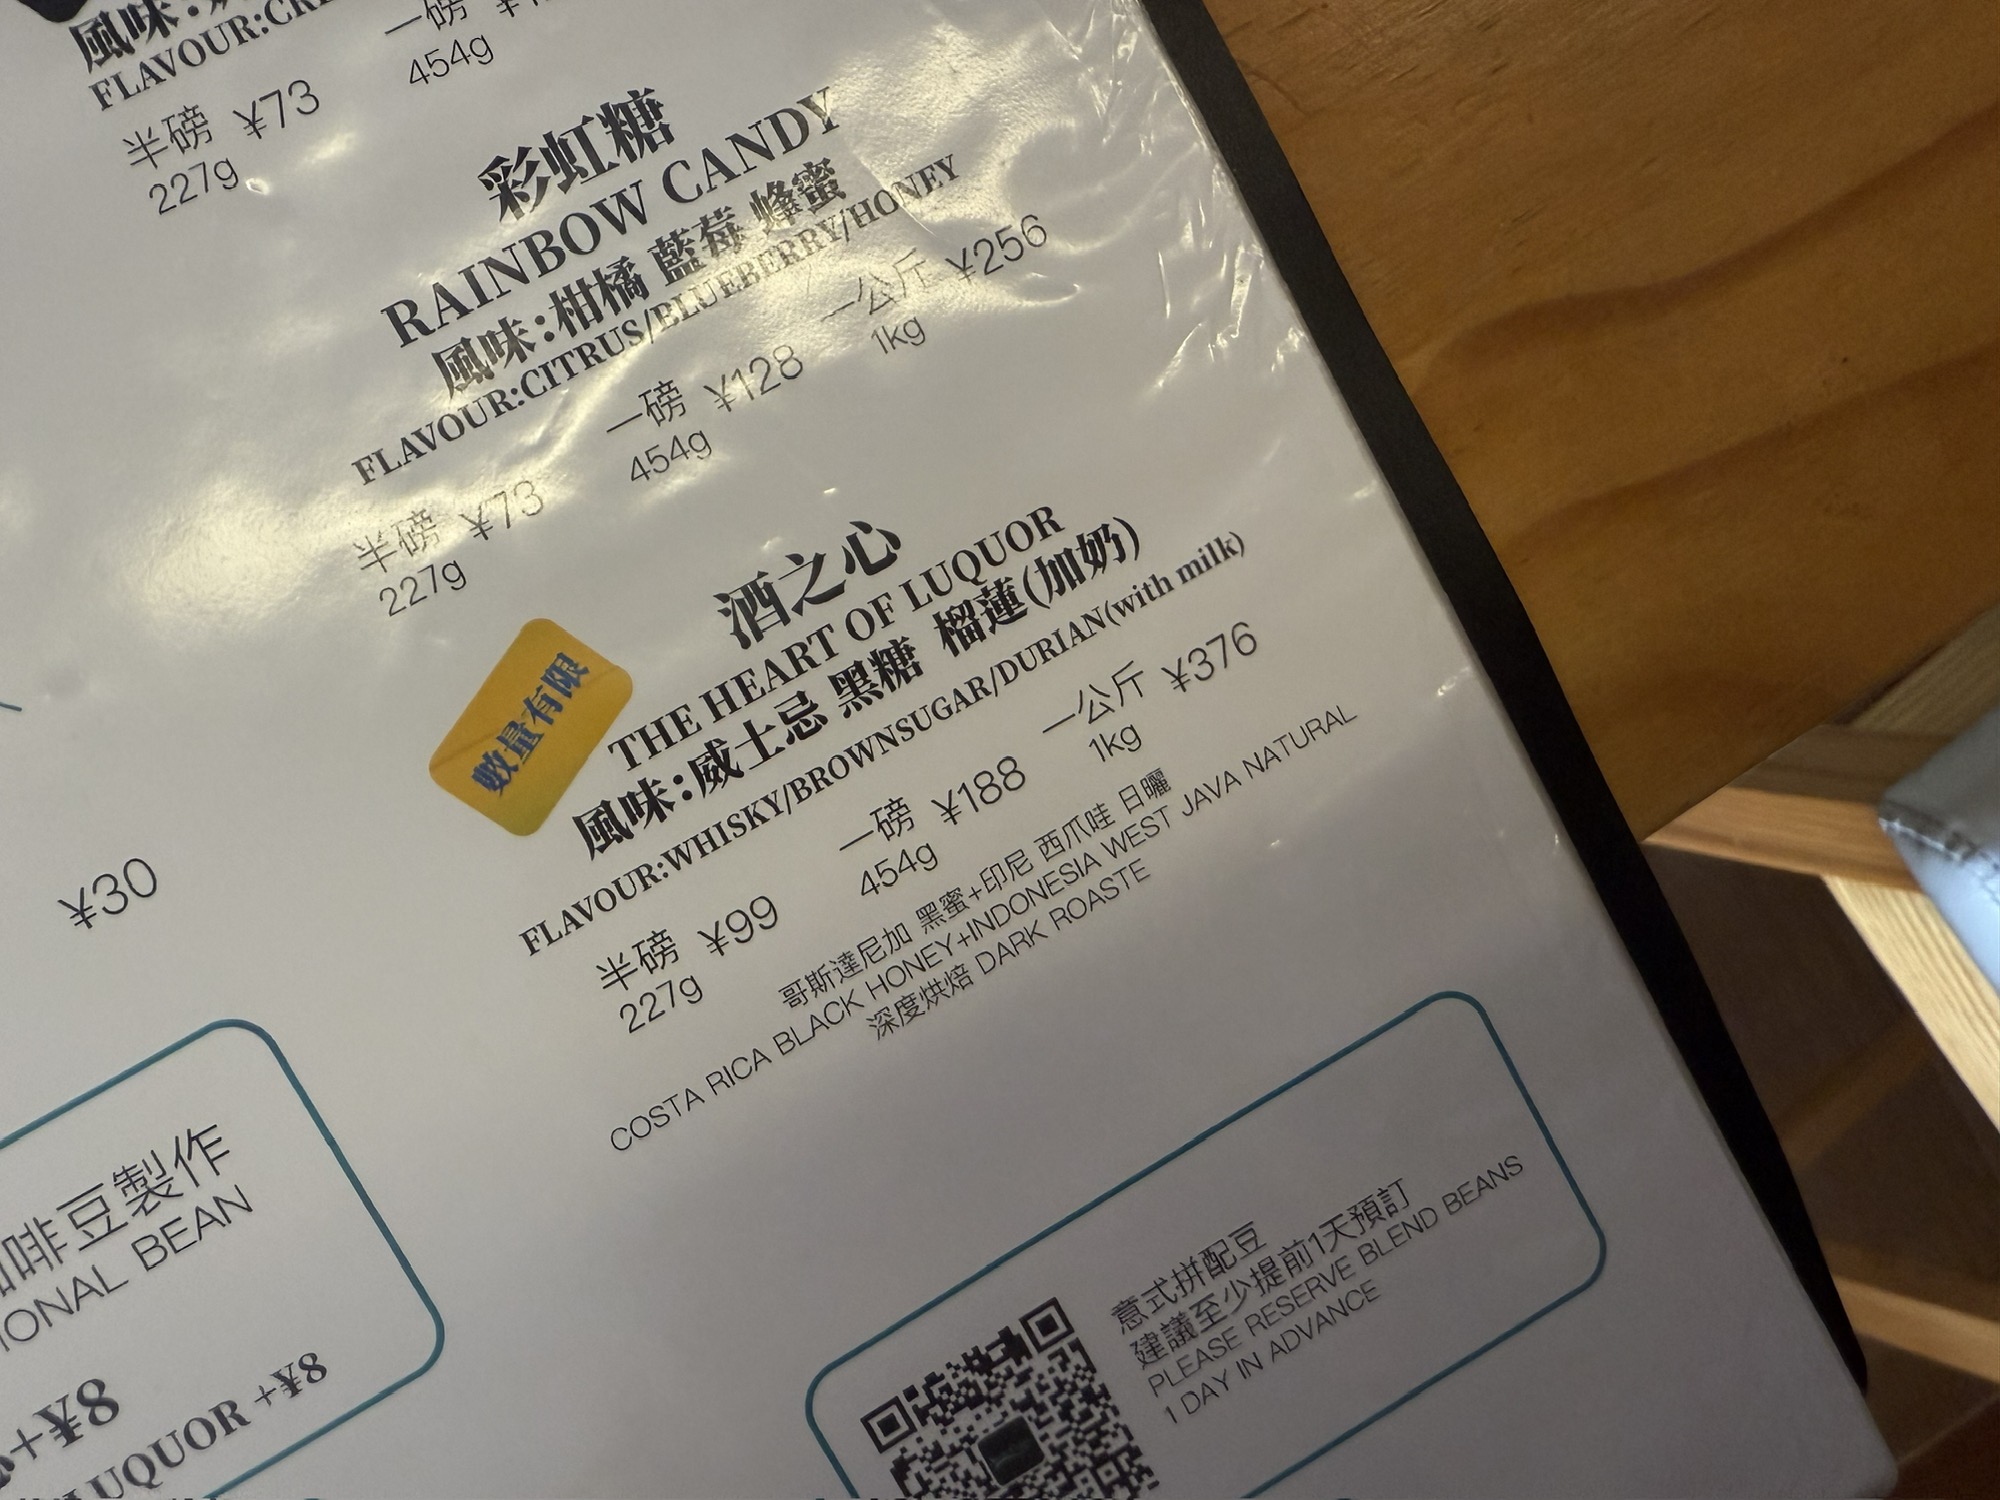 風味:
FLAVOUR:
一磅
454g
半磅 ¥73
227g
彩虹糖
RAINBOW CANDY
風味:柑橘 藍莓 蜂蜜
FLAVOUR:CITRUS/BLUEBERRY/HONEY
半磅 ¥73
227g
一磅 ¥128
454g
一公斤 ¥256
1kg
數量有限
酒之心
THE HEART OF LUQUOR
風味:威士忌 黑糖 榴蓮(加奶)
FLAVOUR:WHISKY/BROWNSUGAR/DURIAN(with milk)
半磅 ¥99
227g
一磅 ¥188
454g
一公斤 ¥376
1kg
哥斯達尼加 黑蜜+印尼 西爪哇 日曬
COSTA RICA BLACK HONEY+INDONESIA WEST JAVA NATURAL
深度烘焙 DARK ROASTE
¥30
啡豆製作
IONAL BEAN
+¥8
LUQUOR +¥8
意式拼配豆
建議至少提前1天預訂
PLEASE RESERVE BLEND BEANS
1 DAY IN ADVANCE